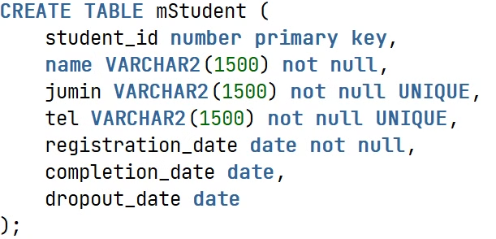 CREATE TABLE mStudent (
    student_id number primary key,
    name VARCHAR2(1500) not null,
    jumin VARCHAR2(1500) not null UNIQUE,
    tel VARCHAR2(1500) not null UNIQUE,
    registration_date date not null,
    completion_date date,
    dropout_date date
);